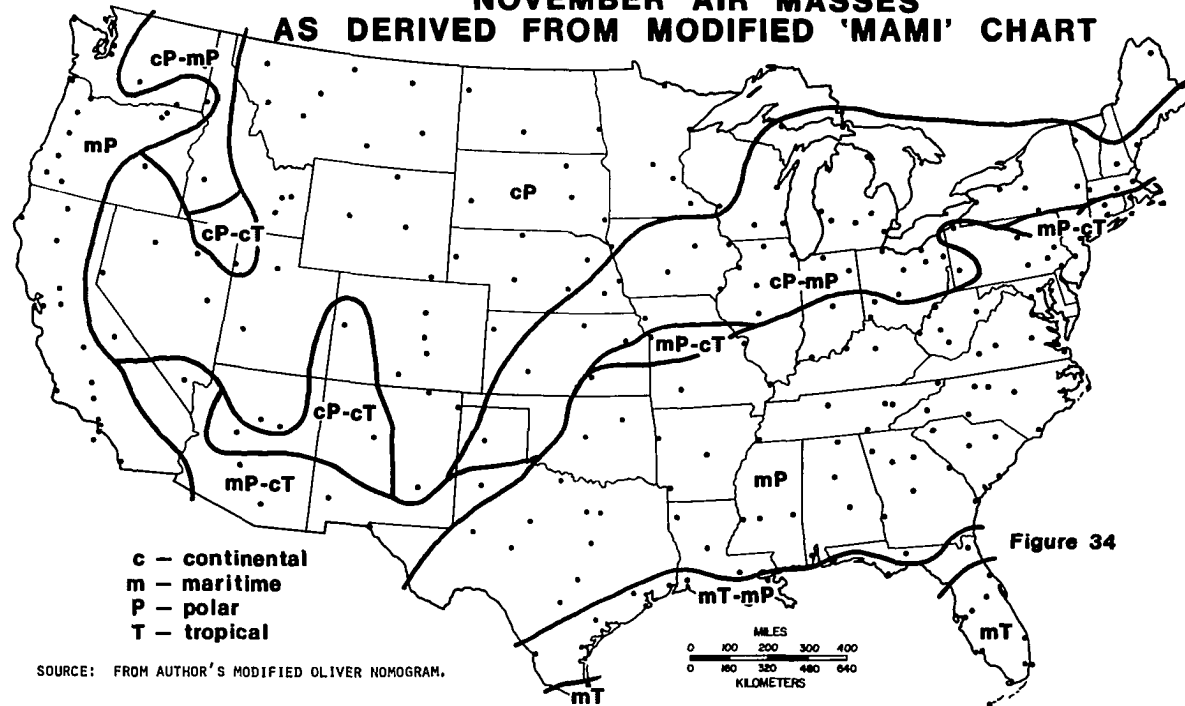 NOVEMBER AIR MASSES
AS DERIVED FROM MODIFIED 'MAMI' CHART
cP-mP
mP
cP
cP-cT
mP-cT
cP-mP
mP-cT
cP-cT
mP-cT
mP
Figure 34
c – continental
m – maritime
P – polar
T – tropical
mT-mP
mT
MILES
0 100 200 300 400
0 160 320 480 640
KILOMETERS
SOURCE: FROM AUTHOR'S MODIFIED OLIVER NOMOGRAM.
mT